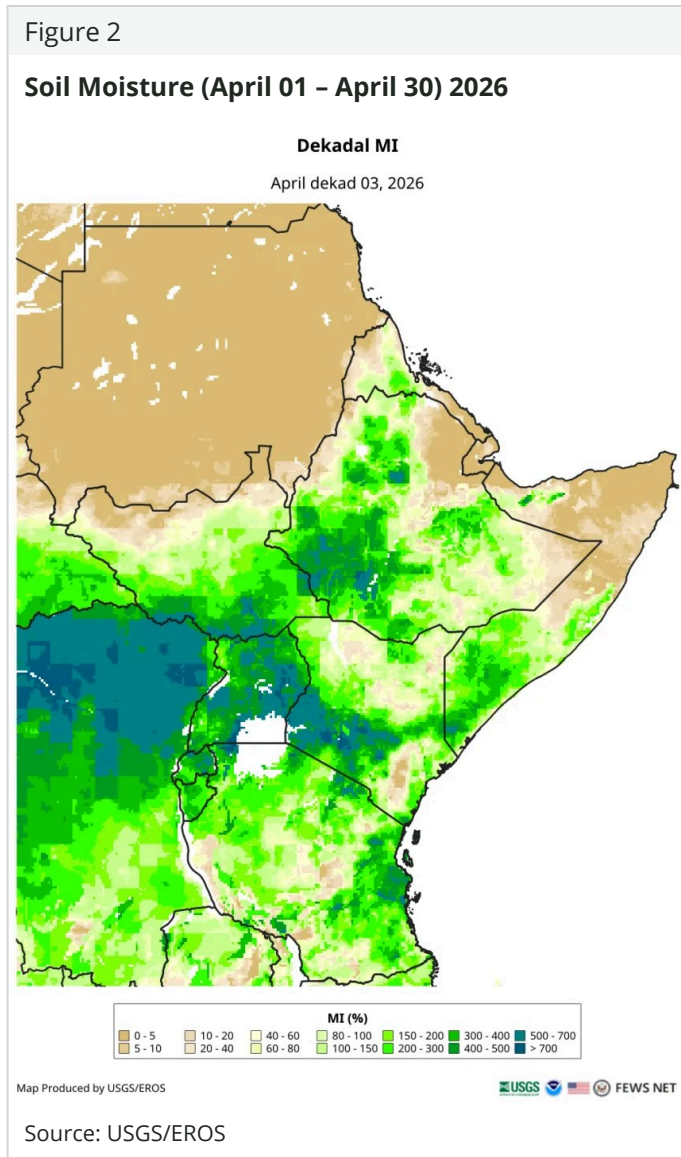 Figure 2
Soil Moisture (April 01 – April 30) 2026
Dekadal MI
April dekad 03, 2026
MI (%)
0 - 5 10 - 20 40 - 60 80 - 100 150 - 200 300 - 400 500 - 700
5 - 10 20 - 40 60 - 80 100 - 150 200 - 300 400 - 500 > 700
Map Produced by USGS/EROS
USGS FEWS NET
Source: USGS/EROS